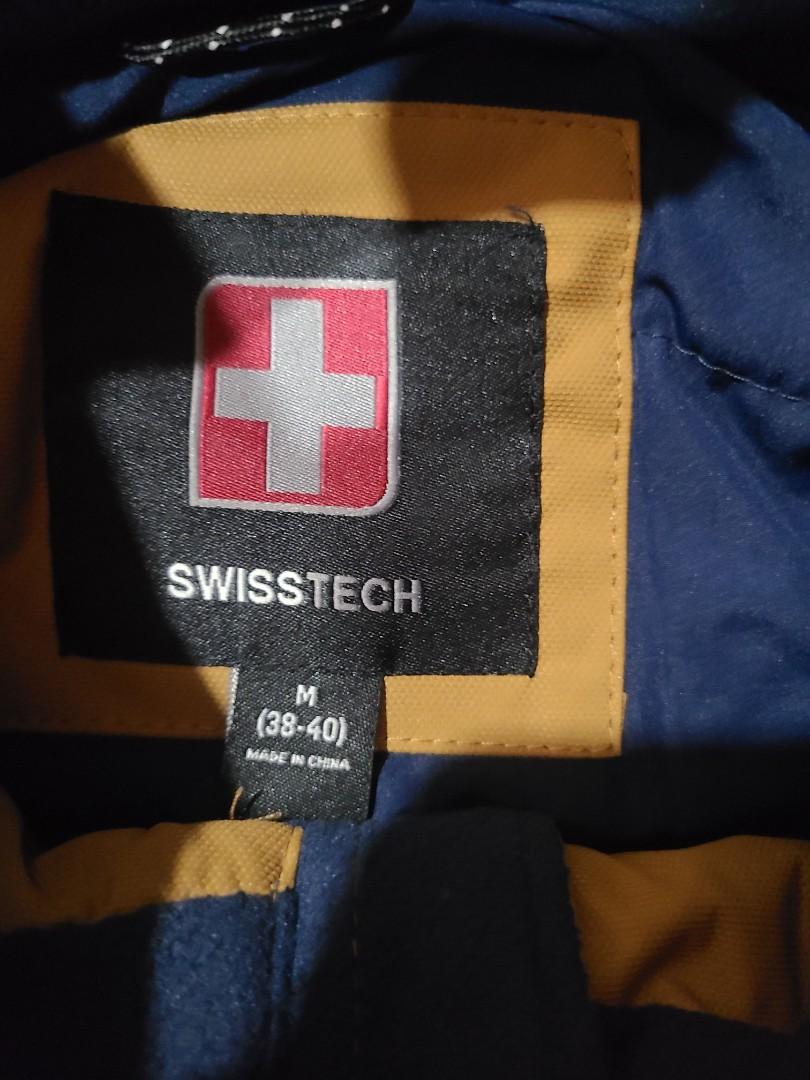 SWISSTECH
M
(38-40)
MADE IN CHINA